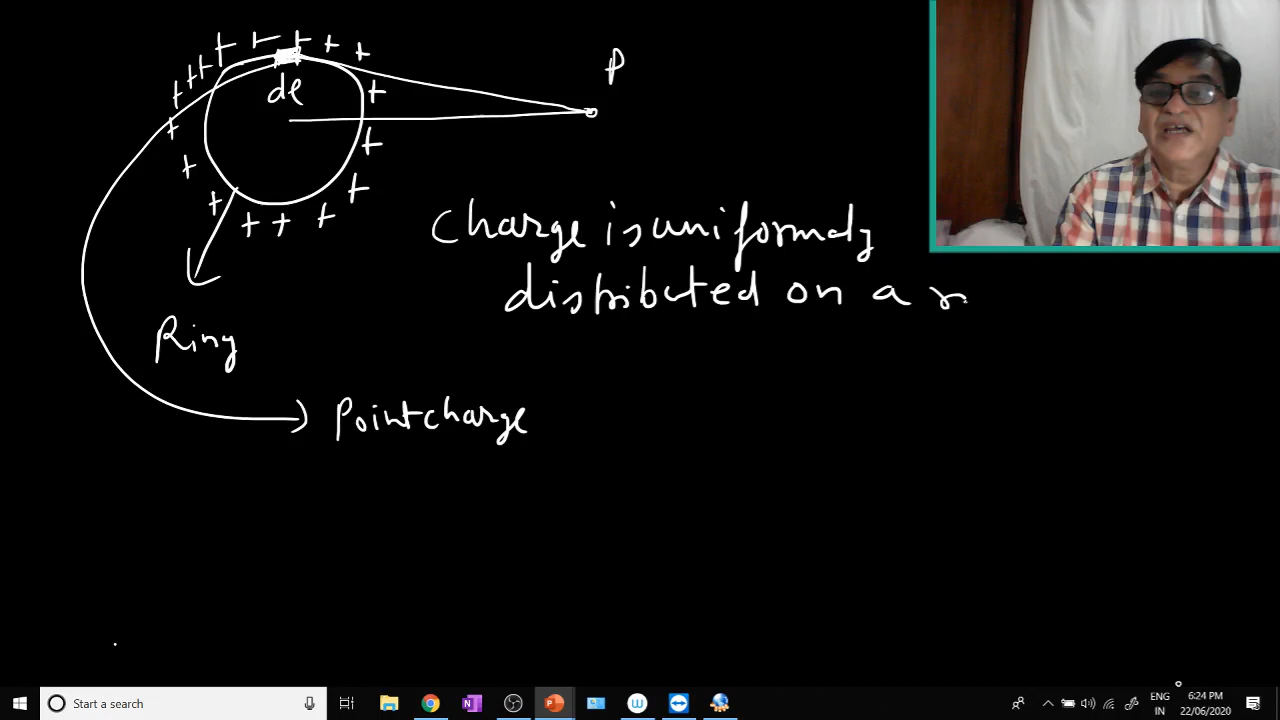 P
dl
Charge is uniformly
distributed on a r
Ring
Point charge
Start a search
ENG
6:24 PM
IN
22/06/2020